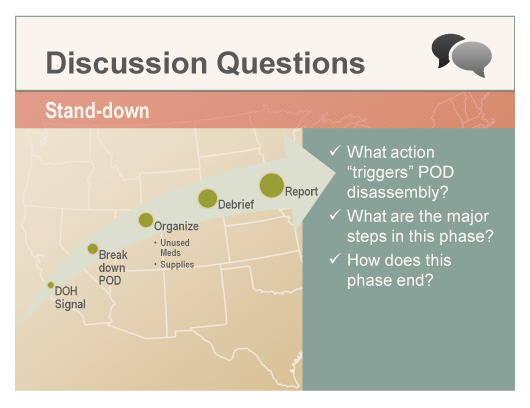 Discussion Questions
Stand-down
DOH
Signal
Break
down
POD
Organize
• Unused
Meds
• Supplies
Debrief
Report
✓ What action
“triggers” POD
disassembly?
✓ What are the major
steps in this phase?
✓ How does this
phase end?